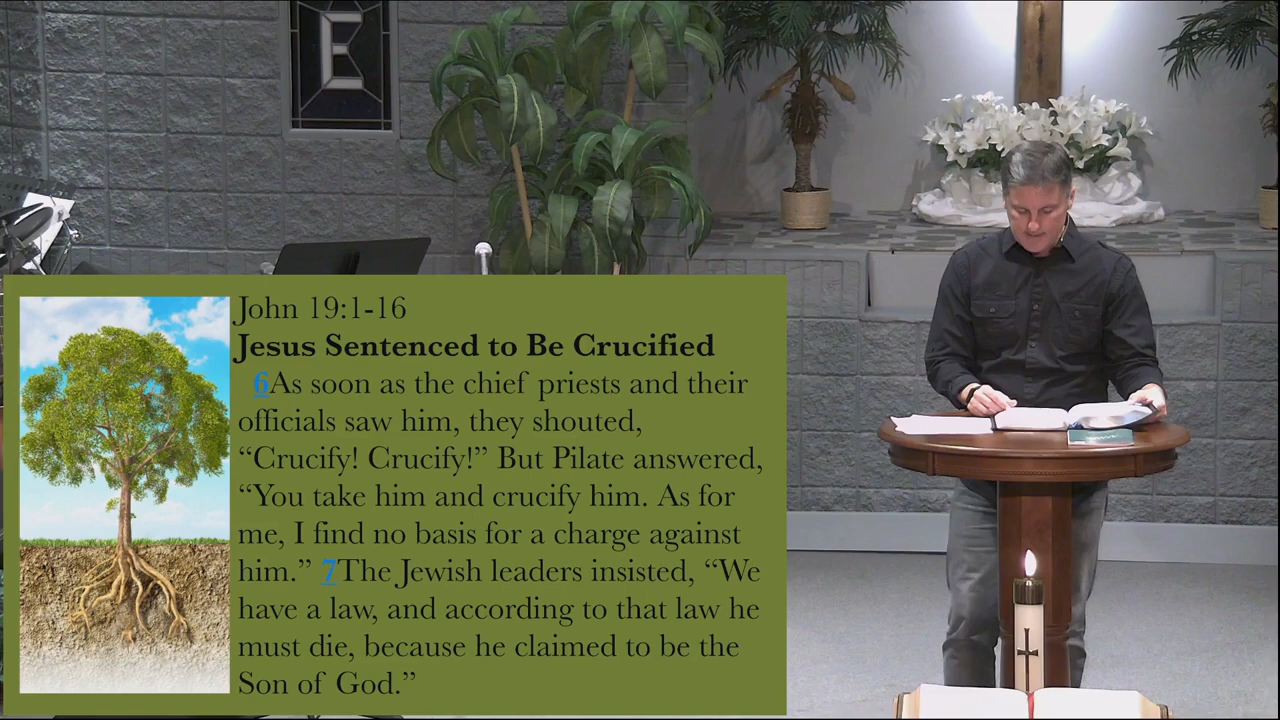 E
John 19:1-16
Jesus Sentenced to Be Crucified
6As soon as the chief priests and their
officials saw him, they shouted,
“Crucify! Crucify!” But Pilate answered,
“You take him and crucify him. As for
me, I find no basis for a charge against
him.” 7The Jewish leaders insisted, “We
have a law, and according to that law he
must die, because he claimed to be the
Son of God.”